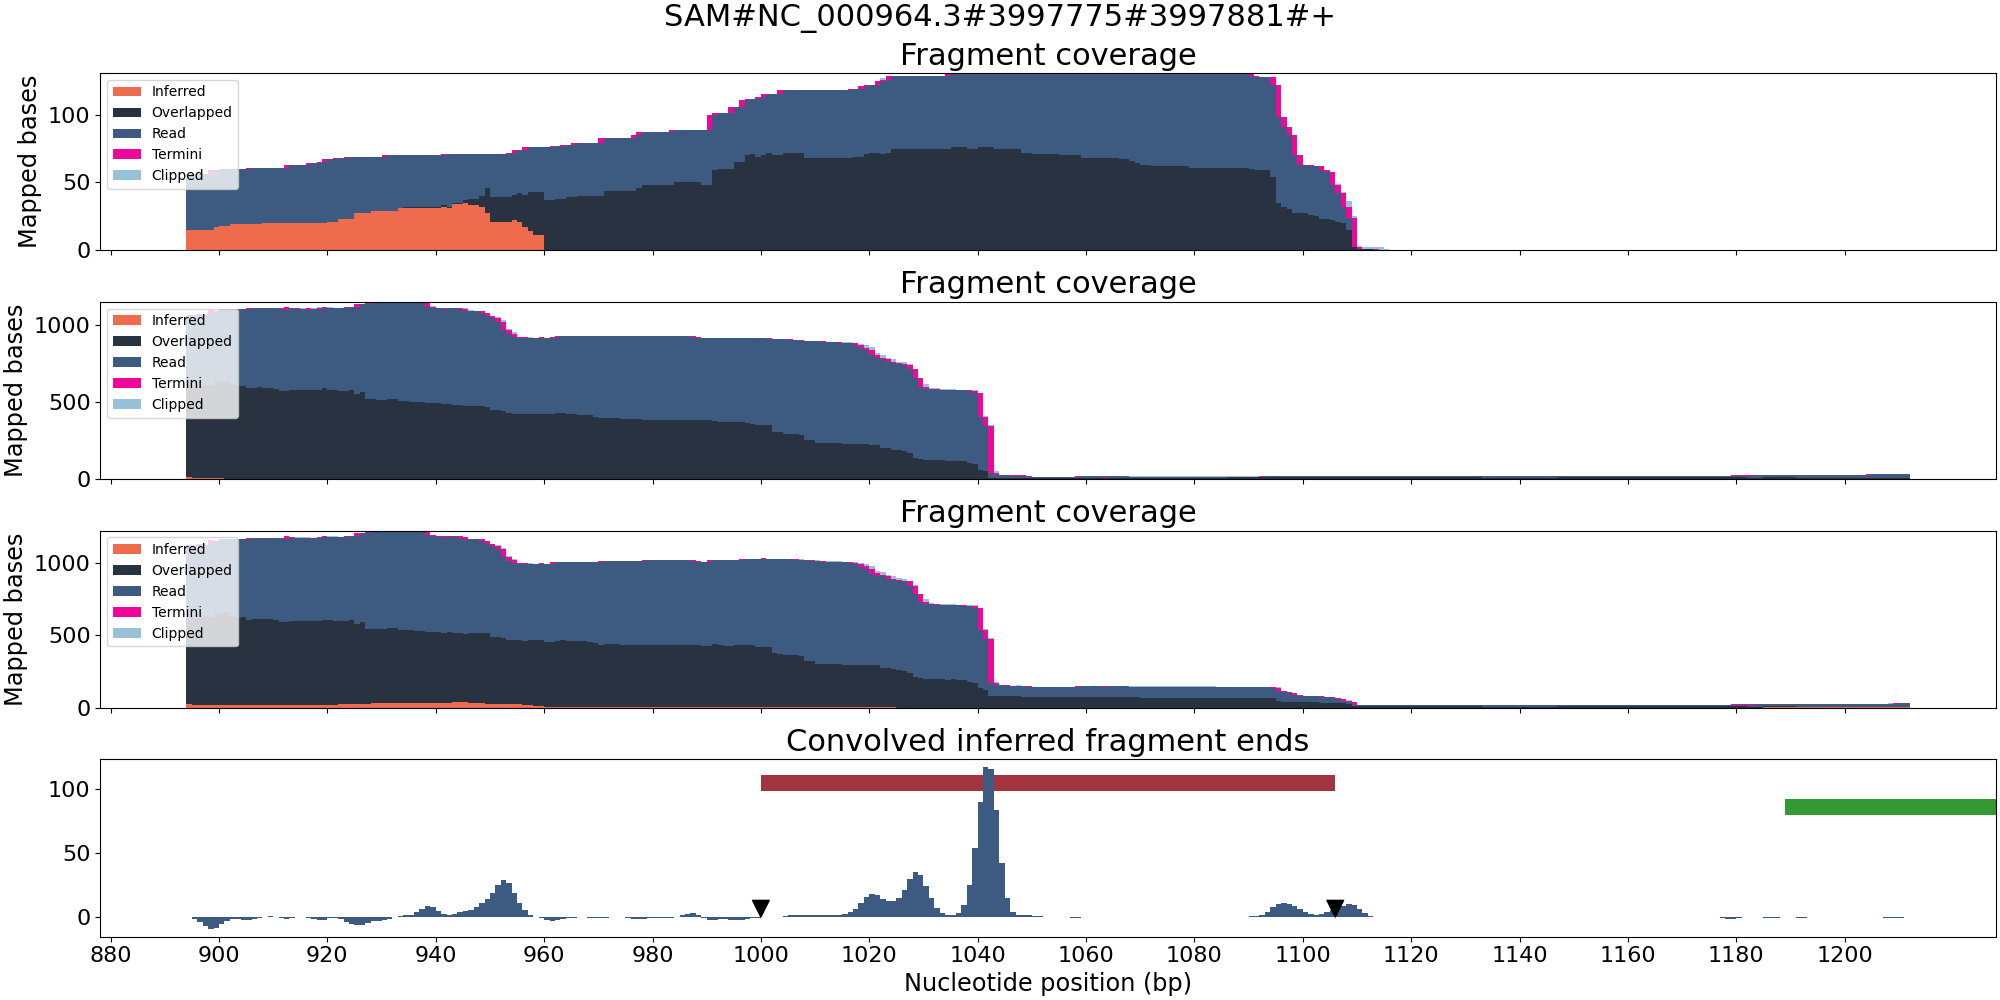 SAM#NC_000964.3#3997775#3997881#+
Fragment coverage
Mapped bases
100
50
0
Inferred
Overlapped
Read
Termini
Clipped
Fragment coverage
Mapped bases
1000
500
0
Inferred
Overlapped
Read
Termini
Clipped
Fragment coverage
Mapped bases
1000
500
0
Inferred
Overlapped
Read
Termini
Clipped
Convolved inferred fragment ends
100
50
0
880 900 920 940 960 980 1000 1020 1040 1060 1080 1100 1120 1140 1160 1180 1200
Nucleotide position (bp)